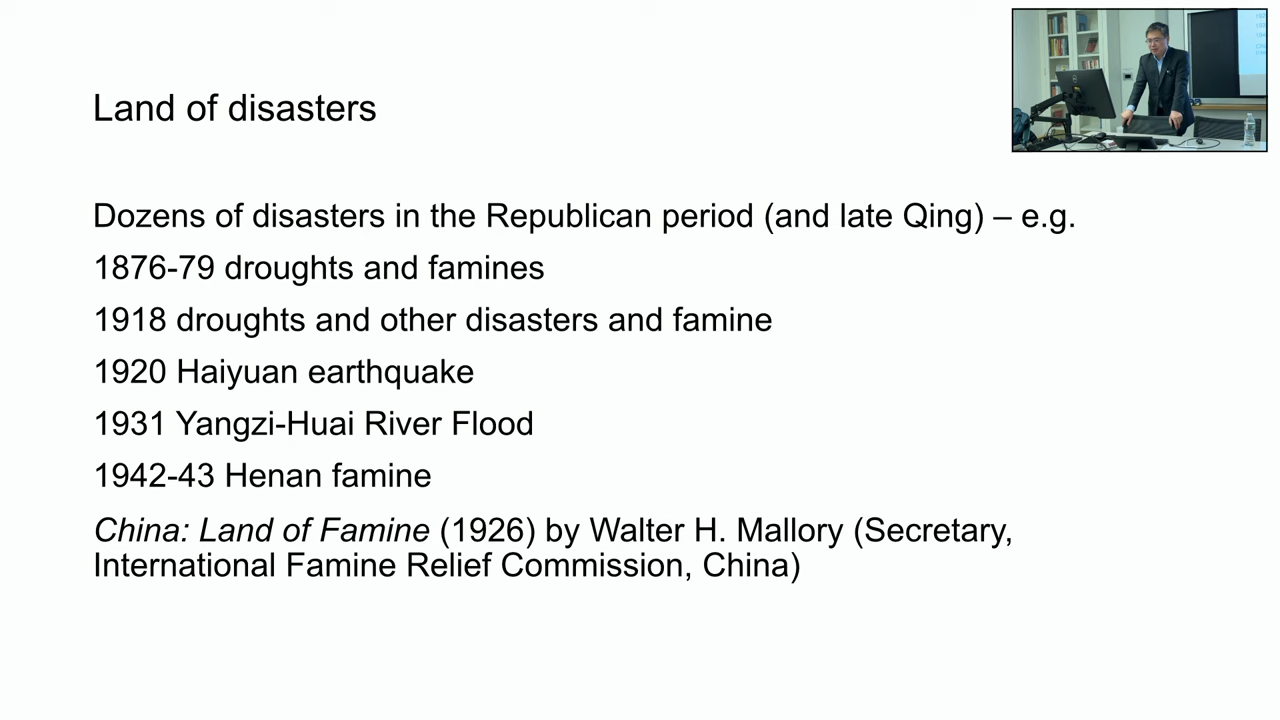 Land of disasters
Dozens of disasters in the Republican period (and late Qing) – e.g.
1876-79 droughts and famines
1918 droughts and other disasters and famine
1920 Haiyuan earthquake
1931 Yangzi-Huai River Flood
1942-43 Henan famine
China: Land of Famine (1926) by Walter H. Mallory (Secretary,
International Famine Relief Commission, China)